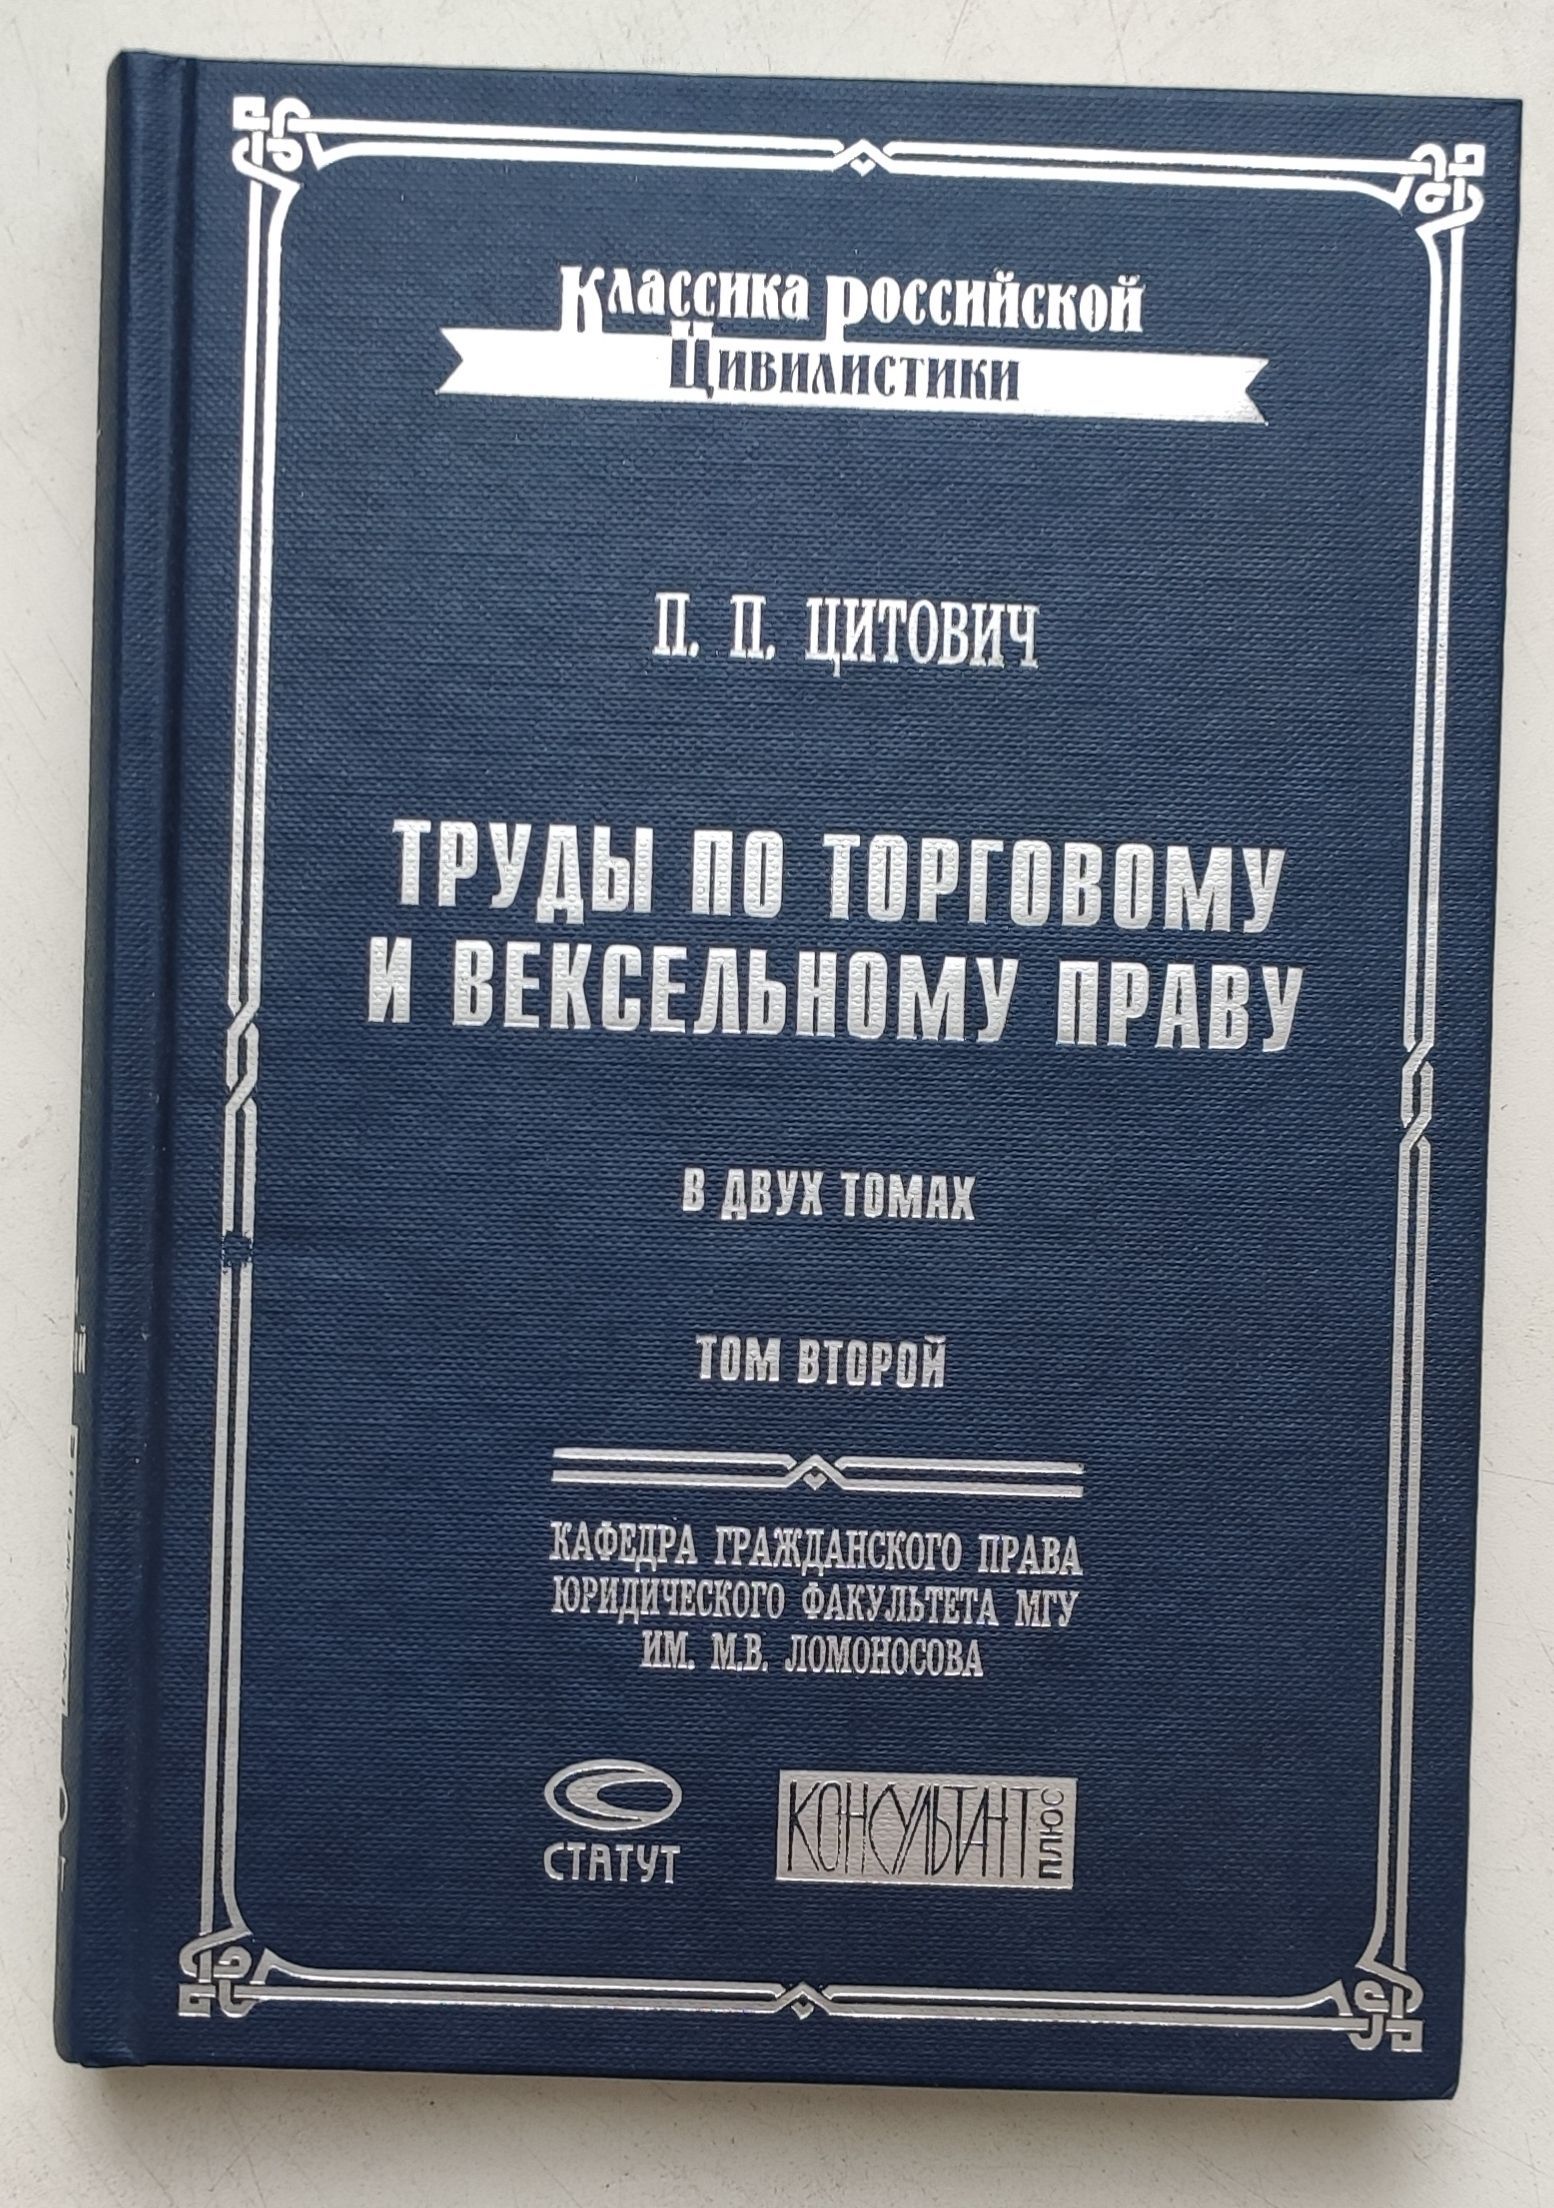 Классика российской
Цивилистики
П. П. ЦИТОВИЧ
ТРУДЫ ПО ТОРГОВОМУ
И ВЕКСЕЛЬНОМУ ПРАВУ
В ДВУХ ТОМАХ
ТОМ ВТОРОЙ
КАФЕДРА ГРАЖДАНСКОГО ПРАВА
ЮРИДИЧЕСКОГО ФАКУЛЬТЕТА МГУ
ИМ. М.В. ЛОМОНОСОВА
СТАТУТ
КОНСУЛЬТАНТ
ПЛЮС